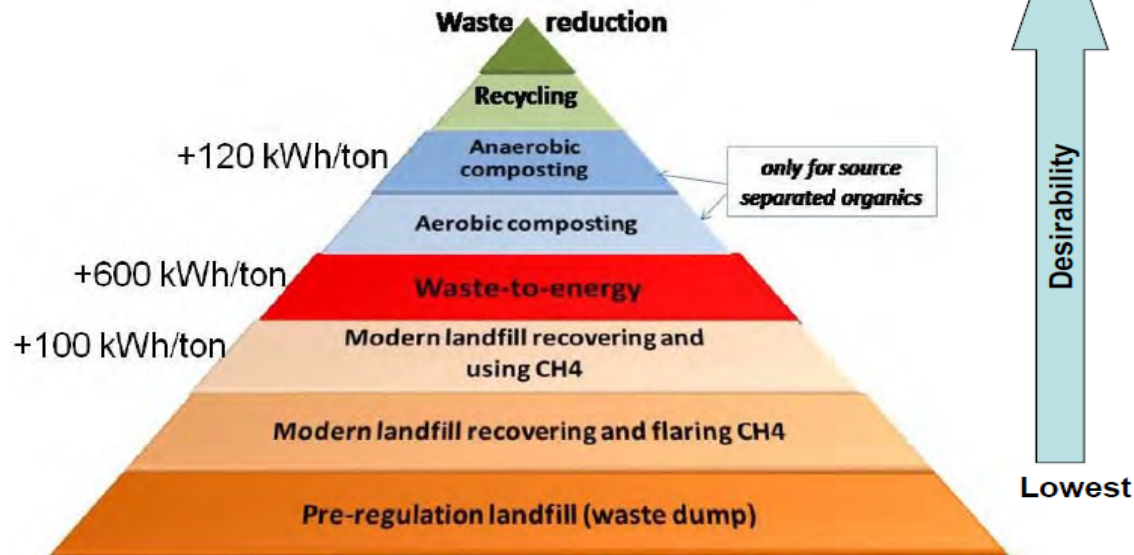 Waste reduction
Recycling
+120 kWh/ton
Anaerobic
composting
only for source
separated organics
Aerobic composting
+600 kWh/ton
Waste-to-energy
+100 kWh/ton
Modern landfill recovering and
using CH4
Modern landfill recovering and flaring CH4
Pre-regulation landfill (waste dump)
Desirability
Lowest